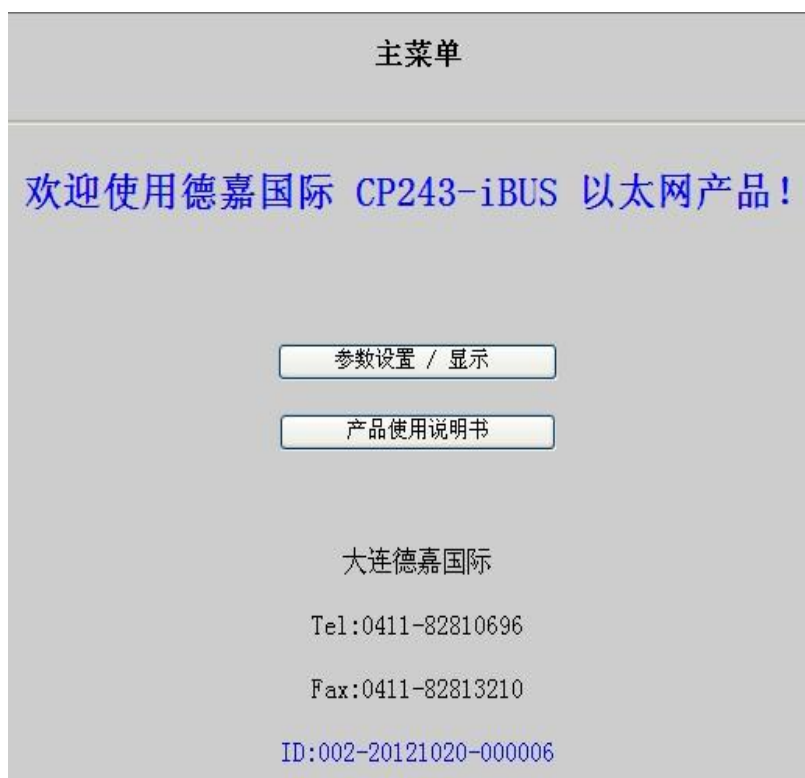 主菜单
欢迎使用德嘉国际 CP243-iBUS 以太网产品!
参数设置 / 显示
产品使用说明书
大连德嘉国际
Tel:0411-82810696
Fax:0411-82813210
ID:002-20121020-000006